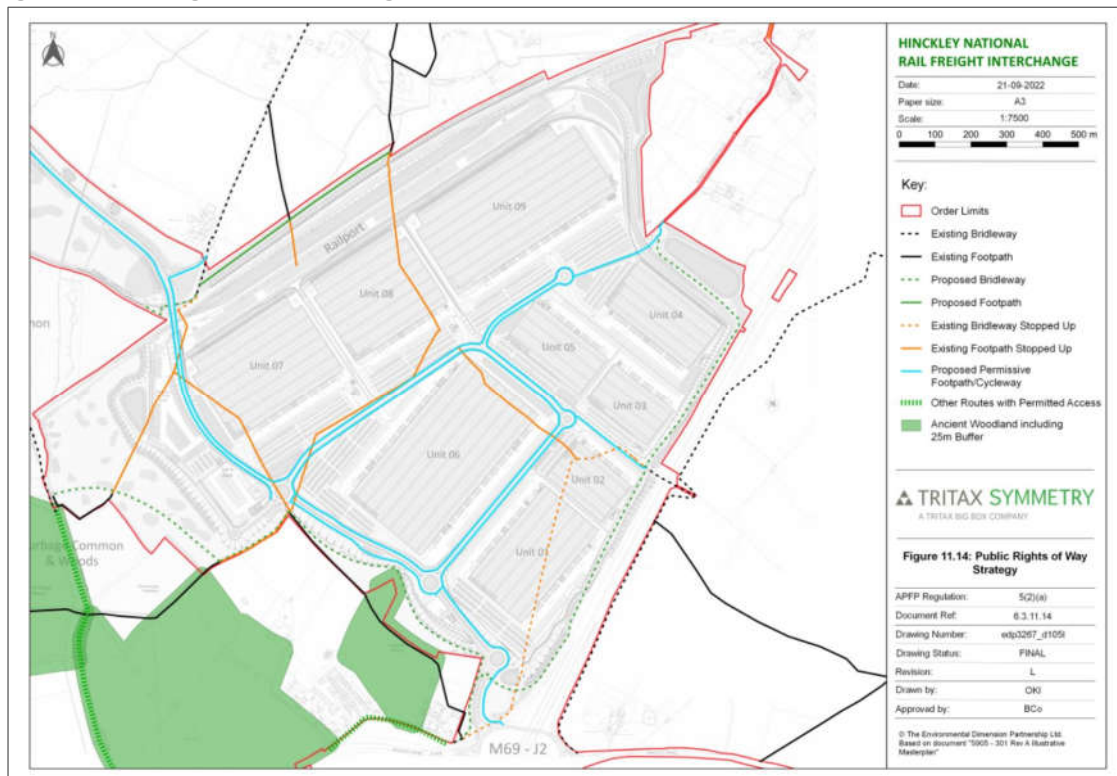 N
Railport
Unit 09
Unit 08
Unit 07
Unit 04
Unit 05
Unit 03
Unit 06
Unit 02
Unit 01
Common
& Woods
M69 - J2
HINCKLEY NATIONAL
RAIL FREIGHT INTERCHANGE
Date: 21-09-2022
Paper size: A3
Scale: 1:7500
0 100 200 300 400 500 m
Key:
Order Limits
Existing Bridleway
Existing Footpath
Proposed Bridleway
Proposed Footpath
Existing Bridleway Stopped Up
Existing Footpath Stopped Up
Proposed Permissive
Footpath/Cycleway
Other Routes with Permitted Access
Ancient Woodland including
25m Buffer
TRITAX SYMMETRY
A TRITAX BIG BOX COMPANY
Figure 11.14: Public Rights of Way
Strategy
APFP Regulation: 5(2)(a)
Document Ref: 6.3.11.14
Drawing Number: edp3267_d105l
Drawing Status: FINAL
Revision: L
Drawn by: OKl
Approved by: BCo
© The Environmental Dimension Partnership Ltd.
Based on document "5905 - 301 Rev A Illustrative
Masterplan"